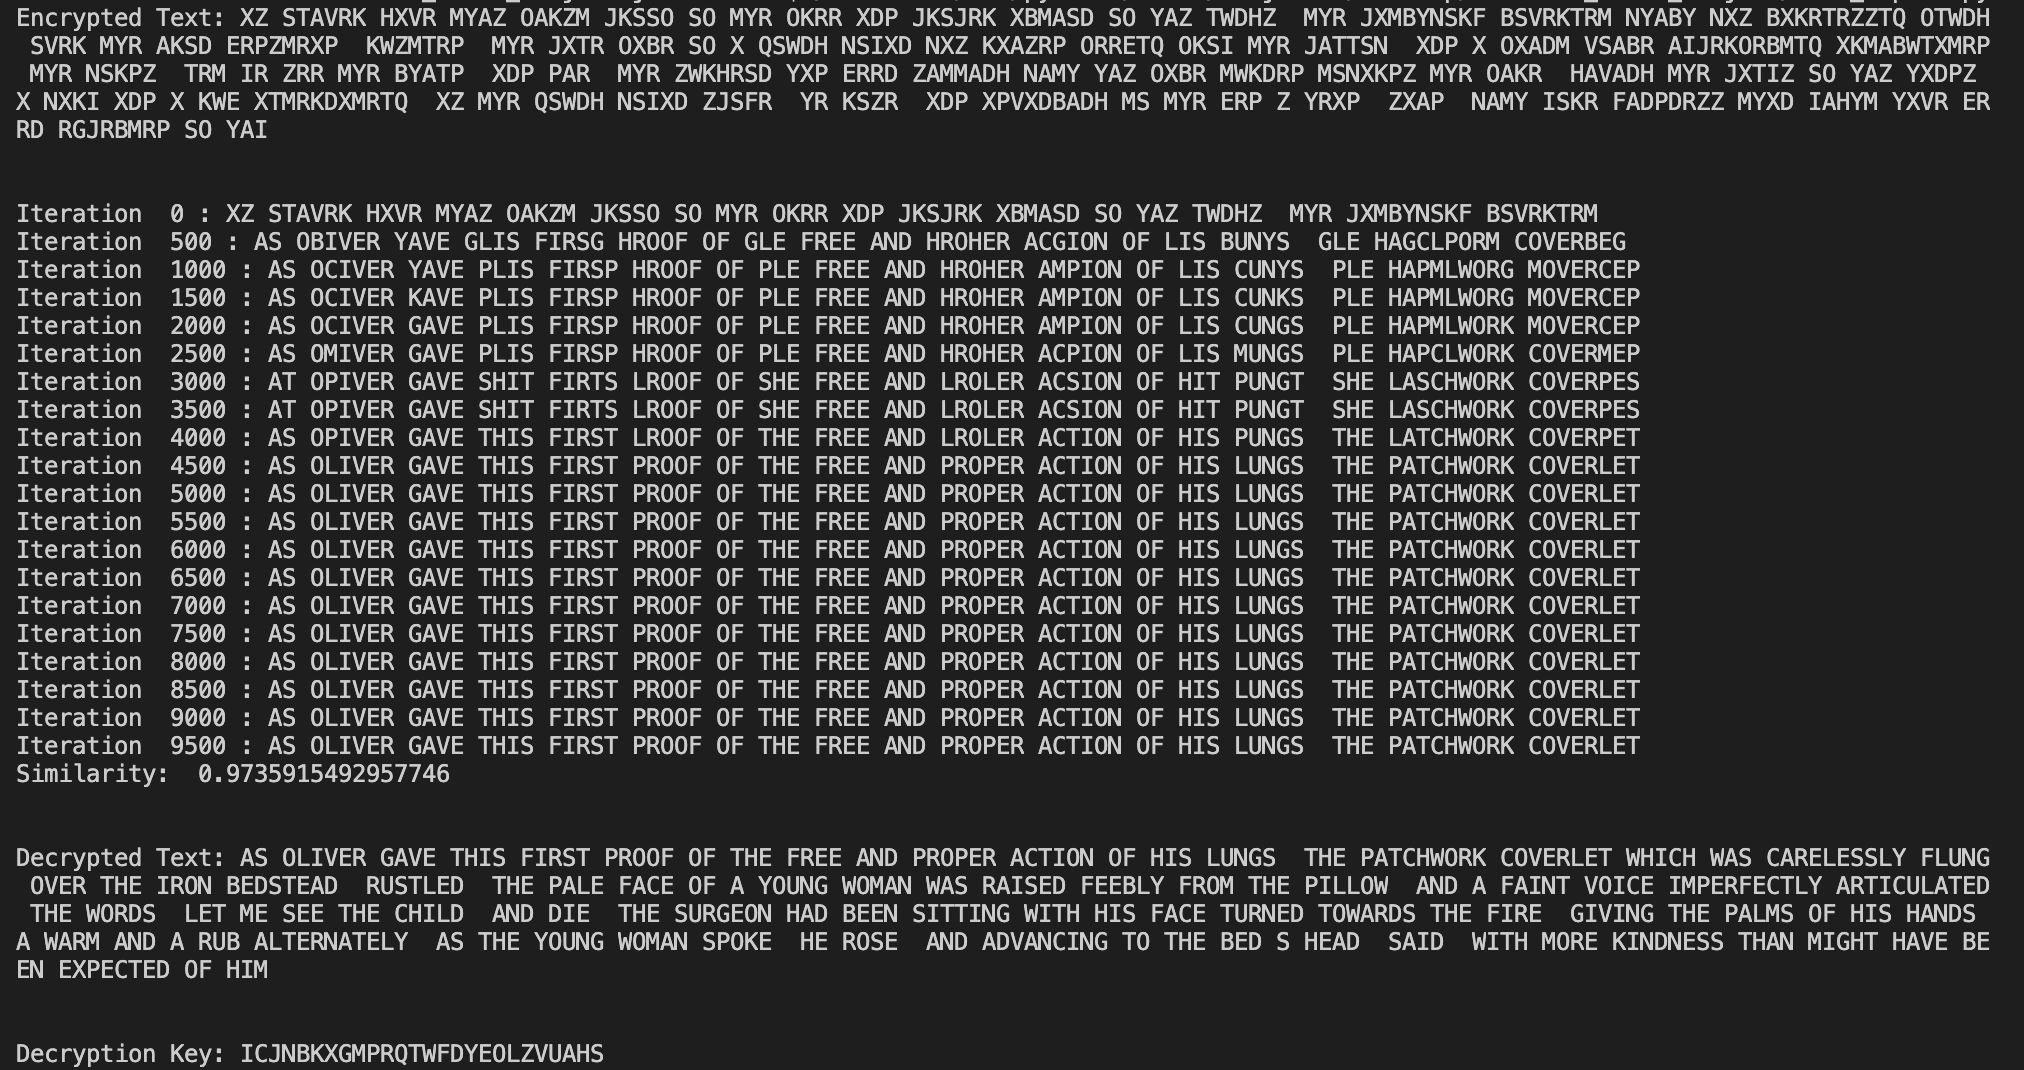 Encrypted Text: XZ STAVRK HXVR MYAZ OAKZM JKSSO SO MYR OKRR XDP JKSJRK XBMASD SO YAZ TWDHZ  MYR JXMBYNSKF BSVRKTRM NYABY NXZ BXKRTRZZTQ OTWDH
 SVRK MYR AKSD ERPZMRXP  KWZMTRP  MYR JXTR OXBR SO X QSWDH NSIXD NXZ KXAZRP ORRETQ OKSI MYR JATTSN  XDP X OXADM VSABR AIJRKORBMTQ XKMABWTXMRP
 MYR NSKPZ  TRM IR ZRR MYR BYATP  XDP PAR  MYR ZWKHRSD YXP ERRD ZAMMADH NAMY YAZ OXBR MWKDRP MSNXKPZ MYR OAKR  HAVADH MYR JXTIZ SO YAZ YXDPZ
X NXKI XDP X KWE XTMRKDXMRTQ  XZ MYR QSWDH NSIXD ZJSFR  YR KSZR  XDP XPVXDBADH MS MYR ERP Z YRXP  ZXAP  NAMY ISKR FADPDRZZ MYXD IAHYM YXVR ER
RD RGJRBMRP SO YAI
Iteration  0 : XZ STAVRK HXVR MYAZ OAKZM JKSSO SO MYR OKRR XDP JKSJRK XBMASD SO YAZ TWDHZ  MYR JXMBYNSKF BSVRKTRM
Iteration  500 : AS OBIVER YAVE GLIS FIRSG HROOF OF GLE FREE AND HROHER ACGION OF LIS BUNYS  GLE HAGCLPORM COVERBEG
Iteration  1000 : AS OCIVER YAVE PLIS FIRSP HROOF OF PLE FREE AND HROHER AMPION OF LIS CUNYS  PLE HAPMLWORG MOVERCEP
Iteration  1500 : AS OCIVER KAVE PLIS FIRSP HROOF OF PLE FREE AND HROHER AMPION OF LIS CUNKS  PLE HAPMLWORG MOVERCEP
Iteration  2000 : AS OCIVER GAVE PLIS FIRSP HROOF OF PLE FREE AND HROHER AMPION OF LIS CUNGS  PLE HAPMLWORK MOVERCEP
Iteration  2500 : AS OMIVER GAVE PLIS FIRSP HROOF OF PLE FREE AND HROHER ACPION OF LIS MUNGS  PLE HAPCLWORK COVERMEP
Iteration  3000 : AT OPIVER GAVE SHIT FIRTS LROOF OF SHE FREE AND LROLER ACSION OF HIT PUNGT  SHE LASCHWORK COVERPES
Iteration  3500 : AT OPIVER GAVE SHIT FIRTS LROOF OF SHE FREE AND LROLER ACSION OF HIT PUNGT  SHE LASCHWORK COVERPES
Iteration  4000 : AS OPIVER GAVE THIS FIRST LROOF OF THE FREE AND LROLER ACTION OF HIS PUNGS  THE LATCHWORK COVERPET
Iteration  4500 : AS OLIVER GAVE THIS FIRST PROOF OF THE FREE AND PROPER ACTION OF HIS LUNGS  THE PATCHWORK COVERLET
Iteration  5000 : AS OLIVER GAVE THIS FIRST PROOF OF THE FREE AND PROPER ACTION OF HIS LUNGS  THE PATCHWORK COVERLET
Iteration  5500 : AS OLIVER GAVE THIS FIRST PROOF OF THE FREE AND PROPER ACTION OF HIS LUNGS  THE PATCHWORK COVERLET
Iteration  6000 : AS OLIVER GAVE THIS FIRST PROOF OF THE FREE AND PROPER ACTION OF HIS LUNGS  THE PATCHWORK COVERLET
Iteration  6500 : AS OLIVER GAVE THIS FIRST PROOF OF THE FREE AND PROPER ACTION OF HIS LUNGS  THE PATCHWORK COVERLET
Iteration  7000 : AS OLIVER GAVE THIS FIRST PROOF OF THE FREE AND PROPER ACTION OF HIS LUNGS  THE PATCHWORK COVERLET
Iteration  7500 : AS OLIVER GAVE THIS FIRST PROOF OF THE FREE AND PROPER ACTION OF HIS LUNGS  THE PATCHWORK COVERLET
Iteration  8000 : AS OLIVER GAVE THIS FIRST PROOF OF THE FREE AND PROPER ACTION OF HIS LUNGS  THE PATCHWORK COVERLET
Iteration  8500 : AS OLIVER GAVE THIS FIRST PROOF OF THE FREE AND PROPER ACTION OF HIS LUNGS  THE PATCHWORK COVERLET
Iteration  9000 : AS OLIVER GAVE THIS FIRST PROOF OF THE FREE AND PROPER ACTION OF HIS LUNGS  THE PATCHWORK COVERLET
Iteration  9500 : AS OLIVER GAVE THIS FIRST PROOF OF THE FREE AND PROPER ACTION OF HIS LUNGS  THE PATCHWORK COVERLET
Similarity:  0.9735915492957746
Decrypted Text: AS OLIVER GAVE THIS FIRST PROOF OF THE FREE AND PROPER ACTION OF HIS LUNGS  THE PATCHWORK COVERLET WHICH WAS CARELESSLY FLUNG
 OVER THE IRON BEDSTEAD  RUSTLED  THE PALE FACE OF A YOUNG WOMAN WAS RAISED FEEBLY FROM THE PILLOW  AND A FAINT VOICE IMPERFECTLY ARTICULATED
 THE WORDS  LET ME SEE THE CHILD  AND DIE  THE SURGEON HAD BEEN SITTING WITH HIS FACE TURNED TOWARDS THE FIRE  GIVING THE PALMS OF HIS HANDS
A WARM AND A RUB ALTERNATELY  AS THE YOUNG WOMAN SPOKE  HE ROSE  AND ADVANCING TO THE BED S HEAD  SAID  WITH MORE KINDNESS THAN MIGHT HAVE BE
EN EXPECTED OF HIM
Decryption Key: ICJNBKXGMPRQTWFDYEOLZVUAHS